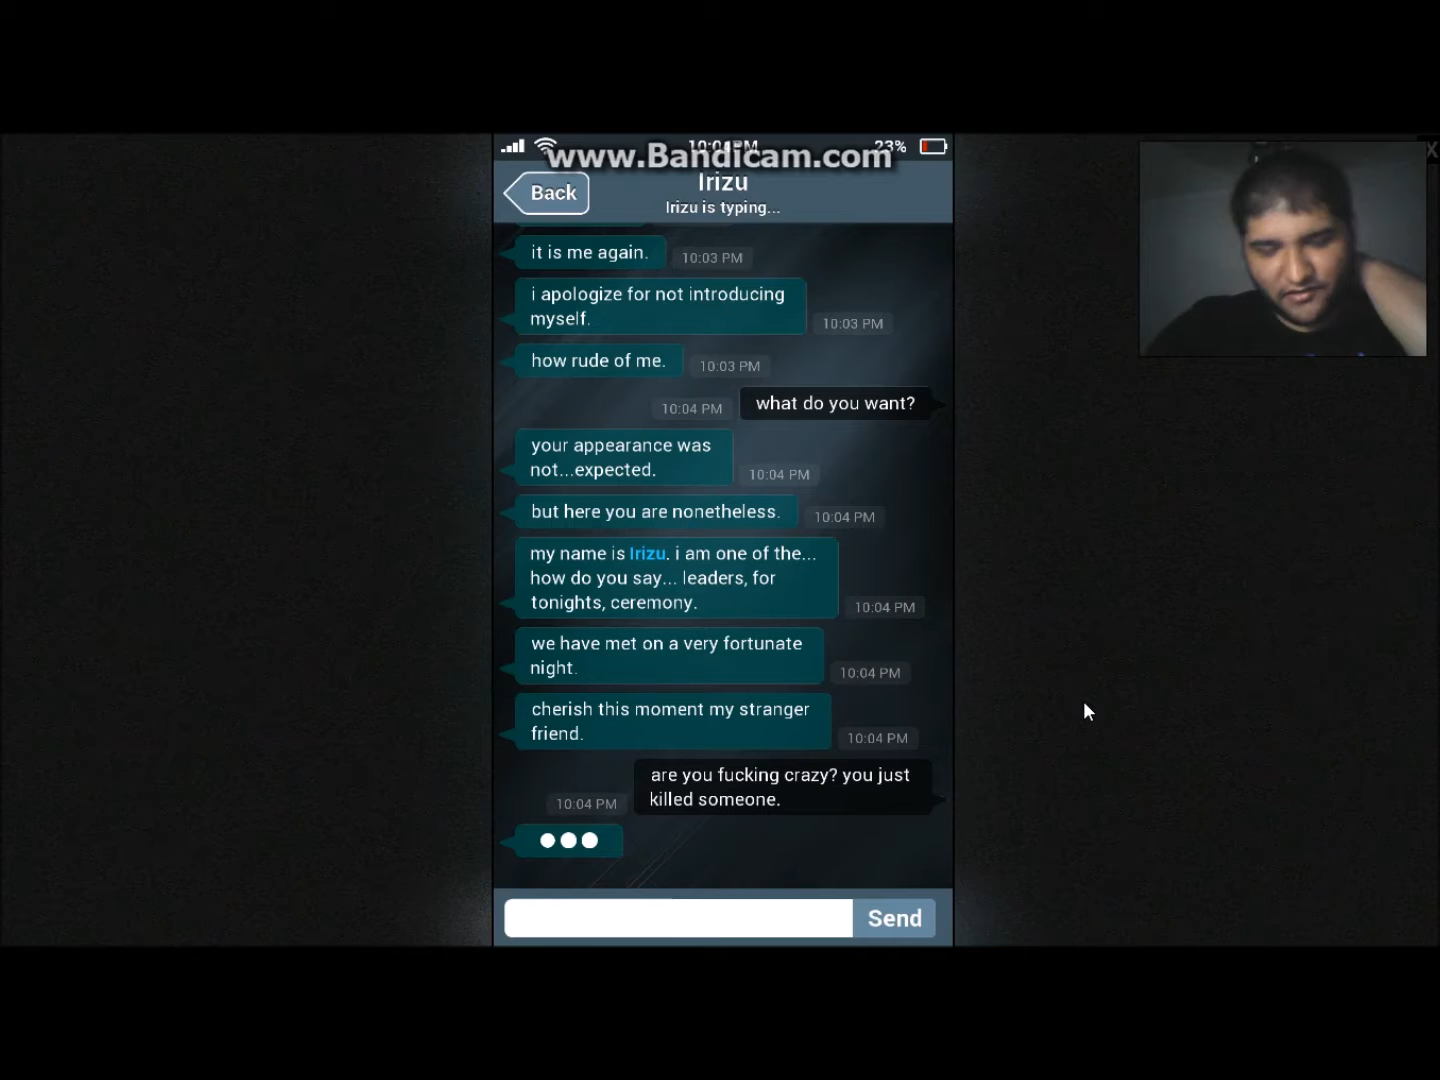 10:04 PM
23%
www.Bandicam.com
X
Back
Irizu
Irizu is typing...
it is me again.
10:03 PM
i apologize for not introducing
myself.
10:03 PM
how rude of me.
10:03 PM
what do you want?
10:04 PM
your appearance was
not...expected.
10:04 PM
but here you are nonetheless.
10:04 PM
my name is Irizu. i am one of the...
how do you say... leaders, for
tonights, ceremony.
10:04 PM
we have met on a very fortunate
night.
10:04 PM
cherish this moment my stranger
friend.
10:04 PM
are you fucking crazy? you just
killed someone.
10:04 PM
Send